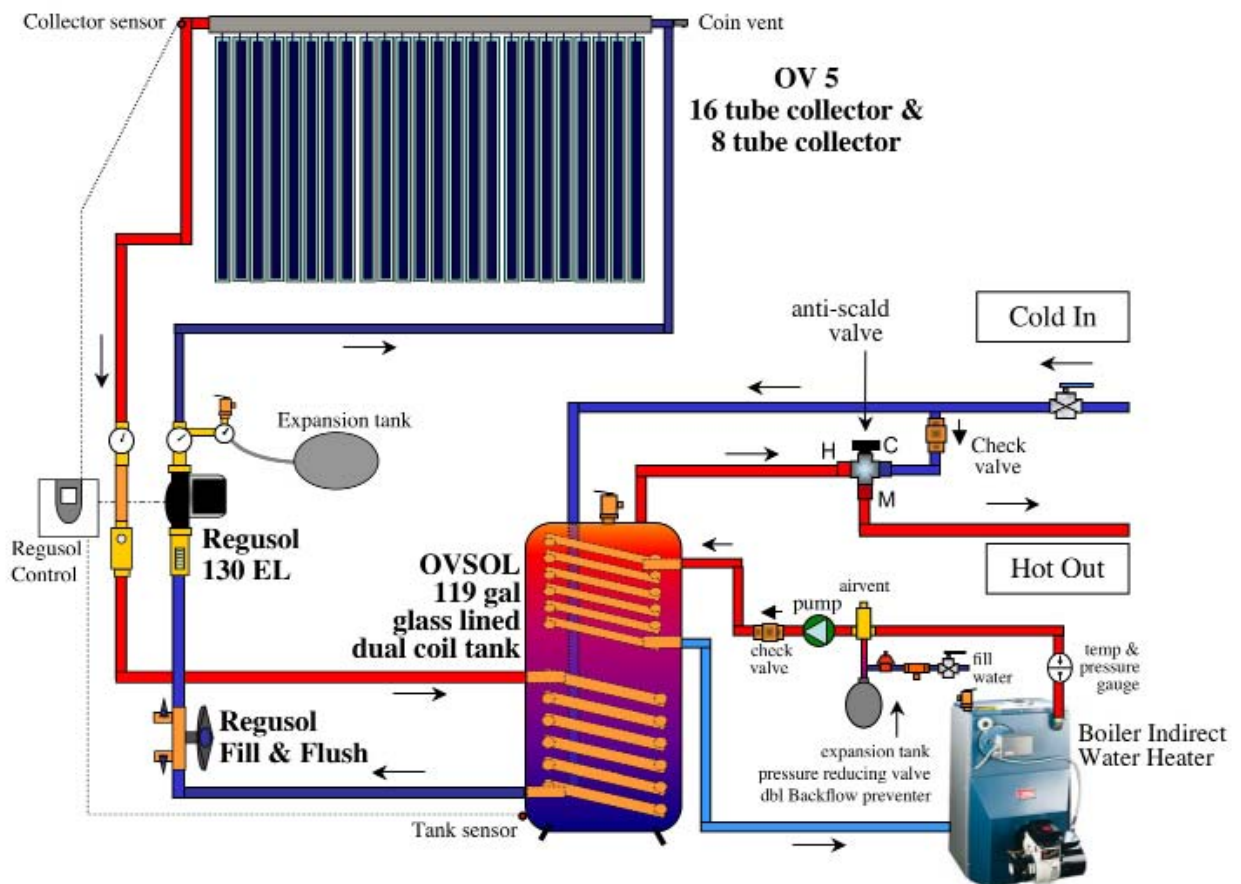 Collector sensor
Coin vent
OV 5
16 tube collector &
8 tube collector
anti-scald
valve
Cold In
Expansion tank
H
C
M
Check
valve
Regusol
Control
Regusol
130 EL
OVSOL
119 gal
glass lined
dual coil tank
Hot Out
airvent
pump
check
valve
fill
water
temp &
pressure
gauge
Regusol
Fill & Flush
expansion tank
pressure reducing valve
dbl Backflow preventer
Boiler Indirect
Water Heater
Tank sensor